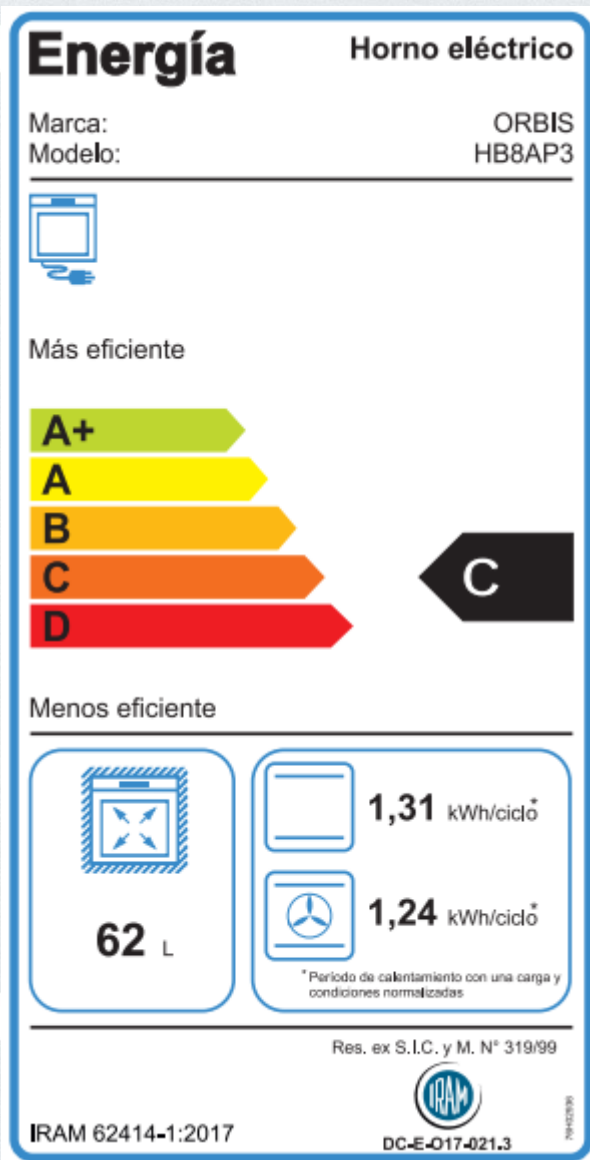 Energía
Horno eléctrico
Marca: ORBIS
Modelo: HB8AP3
Más eficiente
A+
A
B
C
C
D
Menos eficiente
1,31 kWh/ciclo*
1,24 kWh/ciclo*
62 L
*Período de calentamiento con una carga y
condiciones normalizadas
Res. ex S.I.C. y M. N° 319/99
IRAM
IRAM 62414-1:2017
DC-E-O17-021.3